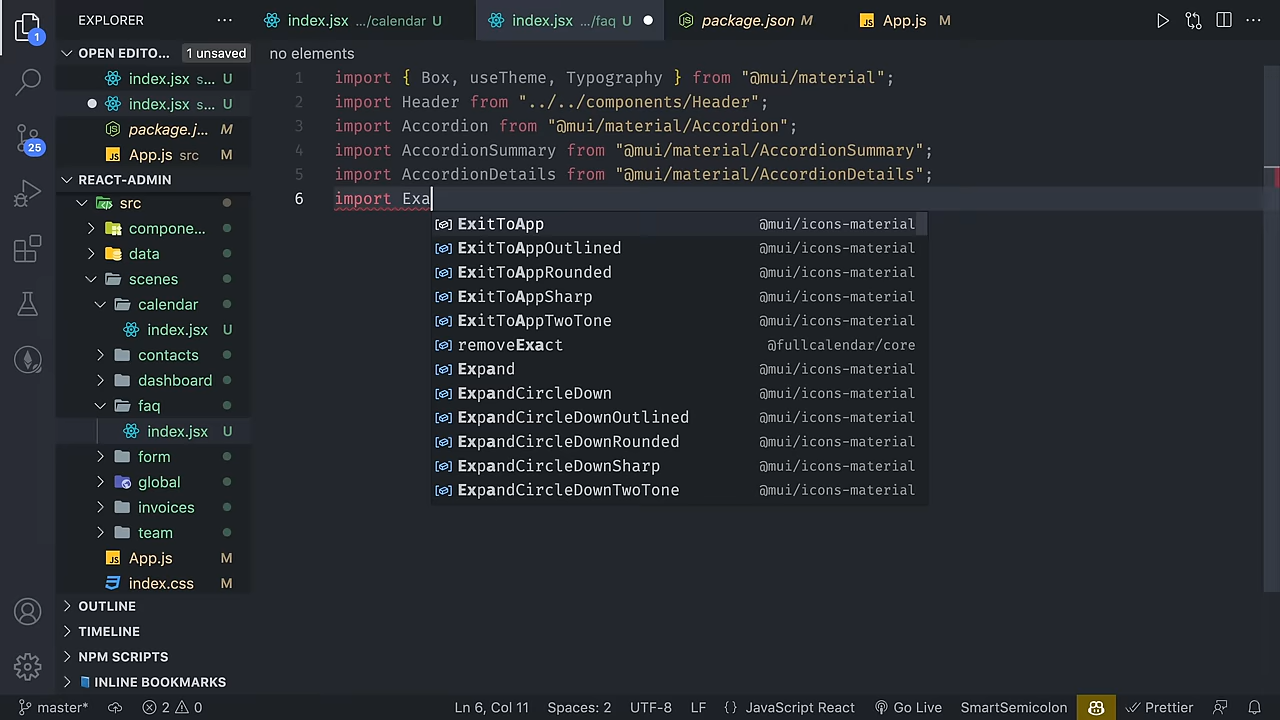 EXPLORER
index.jsx .../calendar U
index.jsx .../faq U
package.json M
App.js M
OPEN EDITO... 1 unsaved
index.jsx s... U
index.jsx s... U
package.j... M
App.js src M
REACT-ADMIN
src
compone...
data
scenes
calendar
index.jsx U
contacts
dashboard
faq
index.jsx U
form
global
invoices
team
App.js M
index.css M
OUTLINE
TIMELINE
NPM SCRIPTS
INLINE BOOKMARKS
1
25
no elements
1 import { Box, useTheme, Typography } from "@mui/material";
2 import Header from "../../components/Header";
3 import Accordion from "@mui/material/Accordion";
4 import AccordionSummary from "@mui/material/AccordionSummary";
5 import AccordionDetails from "@mui/material/AccordionDetails";
6 import Exa
ExitToApp @mui/icons-material
ExitToAppOutlined @mui/icons-material
ExitToAppRounded @mui/icons-material
ExitToAppSharp @mui/icons-material
ExitToAppTwoTone @mui/icons-material
removeExact @fullcalendar/core
Expand @mui/icons-material
ExpandCircleDown @mui/icons-material
ExpandCircleDownOutlined @mui/icons-material
ExpandCircleDownRounded @mui/icons-material
ExpandCircleDownSharp @mui/icons-material
ExpandCircleDownTwoTone @mui/icons-material
master* 2 0 Ln 6, Col 11 Spaces: 2 UTF-8 LF {} JavaScript React Go Live SmartSemicolon Prettier